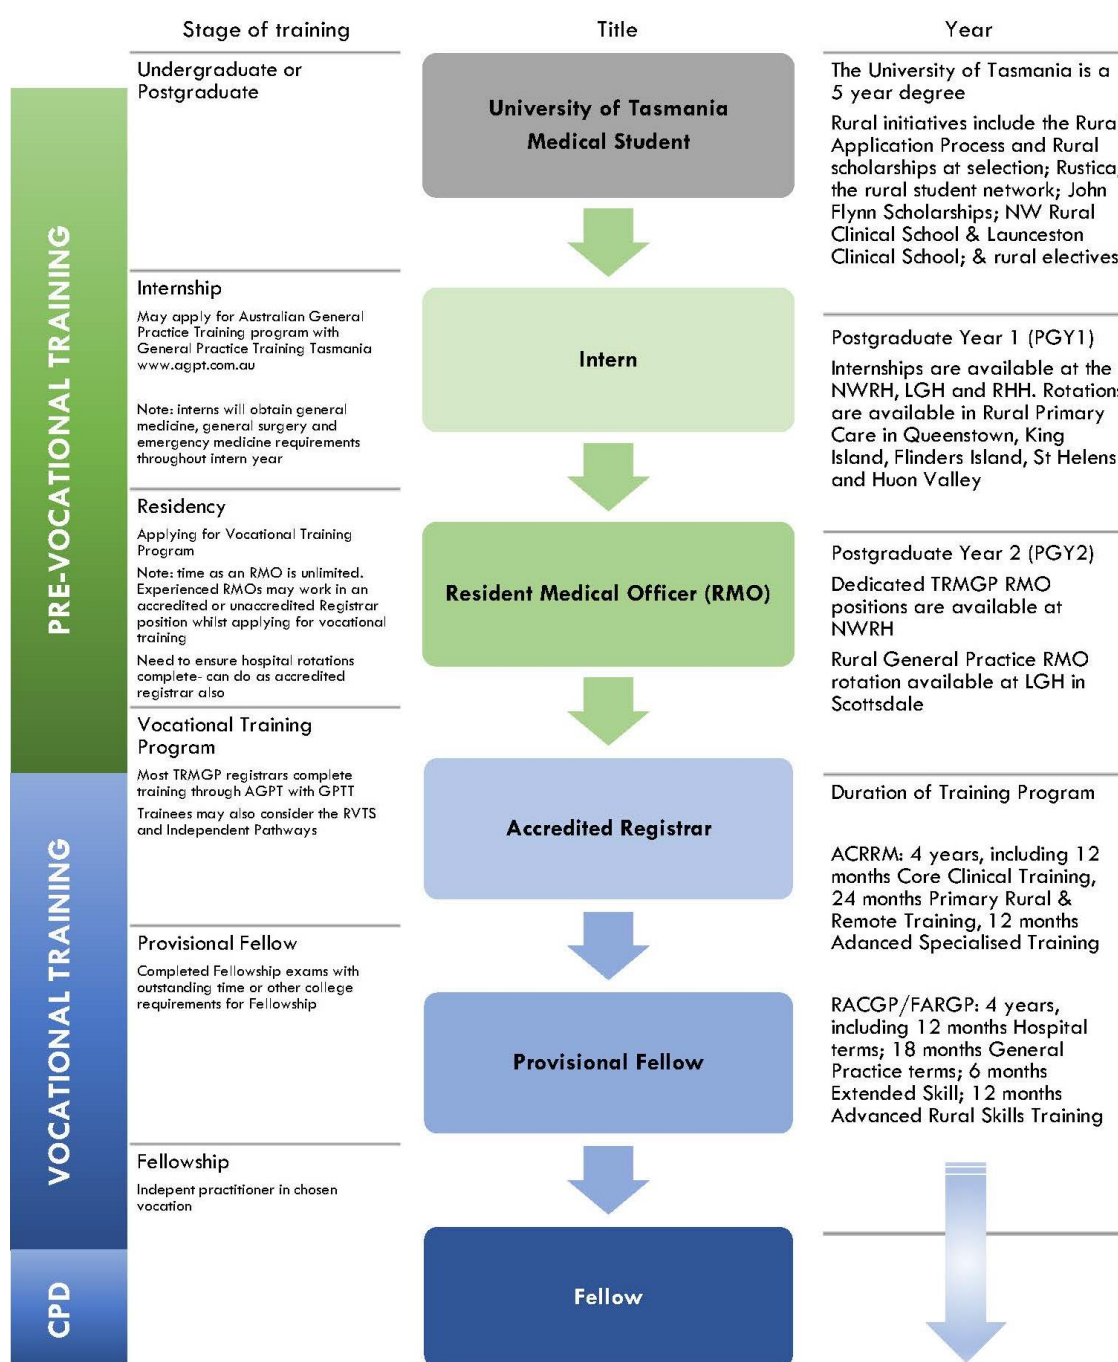 Stage of training
Title
Year
PRE-VOCATIONAL TRAINING
Undergraduate or
Postgraduate
University of Tasmania
Medical Student
The University of Tasmania is a
5 year degree
Rural initiatives include the Rura
Application Process and Rural
scholarships at selection; Rustica,
the rural student network; John
Flynn Scholarships; NW Rural
Clinical School & Launceston
Clinical School; & rural electives
Internship
May apply for Australian General
Practice Training program with
General Practice Training Tasmania
www.agpt.com.au
Note: interns will obtain general
medicine, general surgery and
emergency medicine requirements
throughout intern year
Intern
Postgraduate Year 1 (PGY1)
Internships are available at the
NWRH, LGH and RHH. Rotations
are available in Rural Primary
Care in Queenstown, King
Island, Flinders Island, St Helens
and Huon Valley
Residency
Applying for Vocational Training
Program
Note: time as an RMO is unlimited.
Experienced RMOs may work in an
accredited or unaccredited Registrar
position whilst applying for vocational
training
Need to ensure hospital rotations
complete- can do as accredited
registrar also
Resident Medical Officer (RMO)
Postgraduate Year 2 (PGY2)
Dedicated TRMGP RMO
positions are available at
NWRH
Rural General Practice RMO
rotation available at LGH in
Scottsdale
VOCATIONAL TRAINING
Vocational Training
Program
Most TRMGP registrars complete
training through AGPT with GPTT
Trainees may also consider the RVTS
and Independent Pathways
Accredited Registrar
Duration of Training Program
ACRRM: 4 years, including 12
months Core Clinical Training,
24 months Primary Rural &
Remote Training, 12 months
Adanced Specialised Training
Provisional Fellow
Completed Fellowship exams with
outstanding time or other college
requirements for Fellowship
Provisional Fellow
RACGP/FARGP: 4 years,
including 12 months Hospital
terms; 18 months General
Practice terms; 6 months
Extended Skill; 12 months
Advanced Rural Skills Training
Fellowship
Indepent practitioner in chosen
vocation
CPD
Fellow